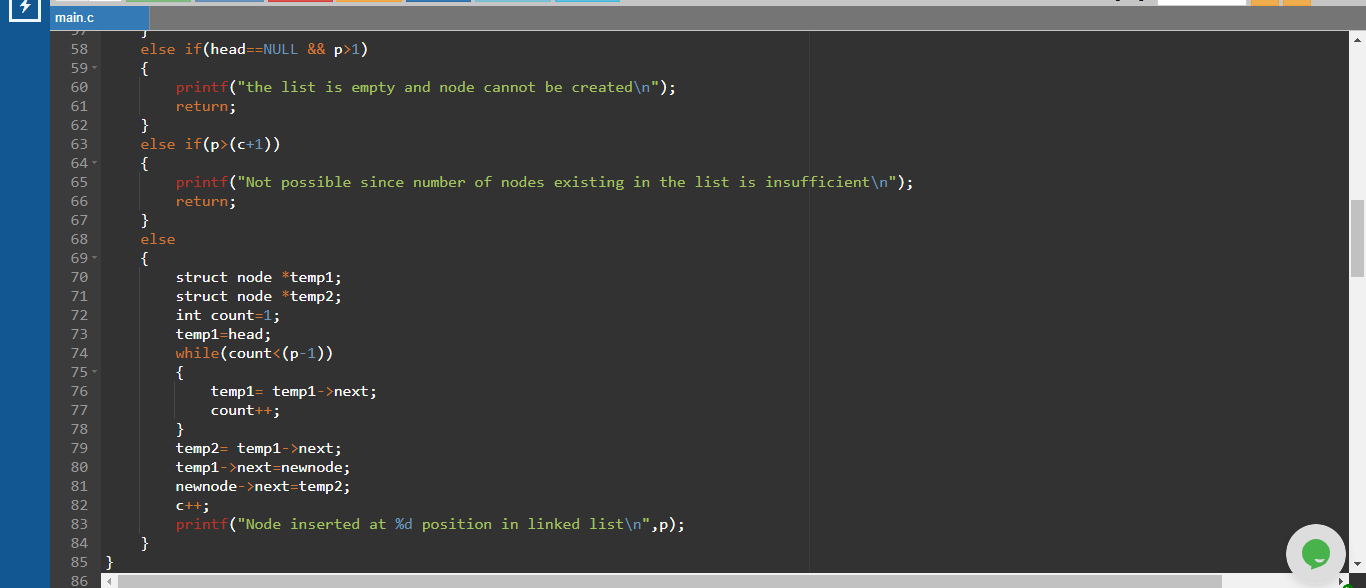 main.c
57 }
58 else if(head==NULL && p>1)
59 {
60 printf("the list is empty and node cannot be created\n");
61 return;
62 }
63 else if(p>(c+1))
64 {
65 printf("Not possible since number of nodes existing in the list is insufficient\n");
66 return;
67 }
68 else
69 {
70 struct node *temp1;
71 struct node *temp2;
72 int count=1;
73 temp1=head;
74 while(count<(p-1))
75 {
76 temp1= temp1->next;
77 count++;
78 }
79 temp2= temp1->next;
80 temp1->next=newnode;
81 newnode->next=temp2;
82 c++;
83 printf("Node inserted at %d position in linked list\n",p);
84 }
85 }
86